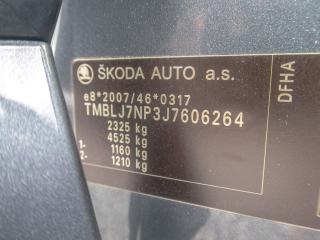 ŠKODA AUTO a.s.
e8*2007/46*0317
TMBLJ7NP3J7606264
2325 kg
4525 kg
1- 1160 kg
2- 1210 kg
DFHA